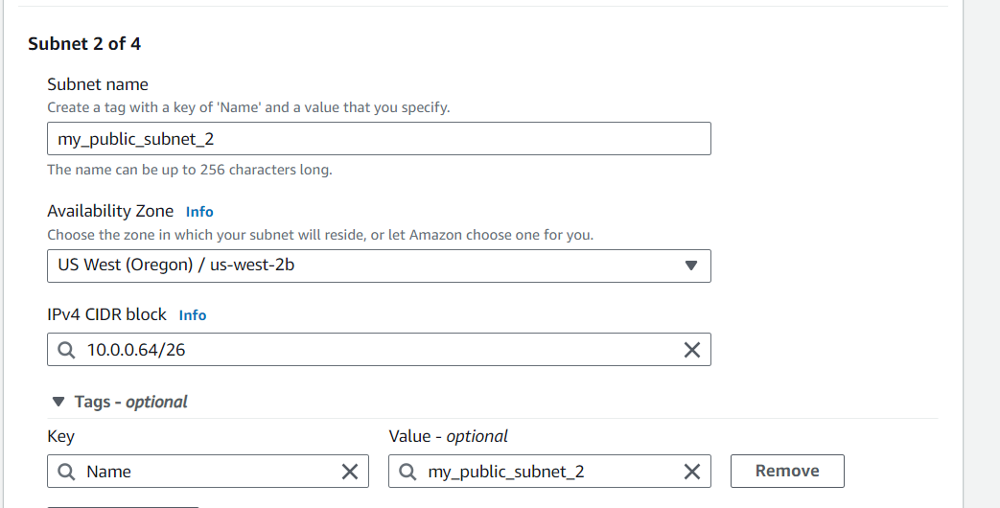 Subnet 2 of 4
Subnet name
Create a tag with a key of 'Name' and a value that you specify.
my_public_subnet_2
The name can be up to 256 characters long.
Availability Zone Info
Choose the zone in which your subnet will reside, or let Amazon choose one for you.
US West (Oregon) / us-west-2b
IPv4 CIDR block Info
10.0.0.64/26
Tags - optional
Key Value - optional
Name my_public_subnet_2 Remove